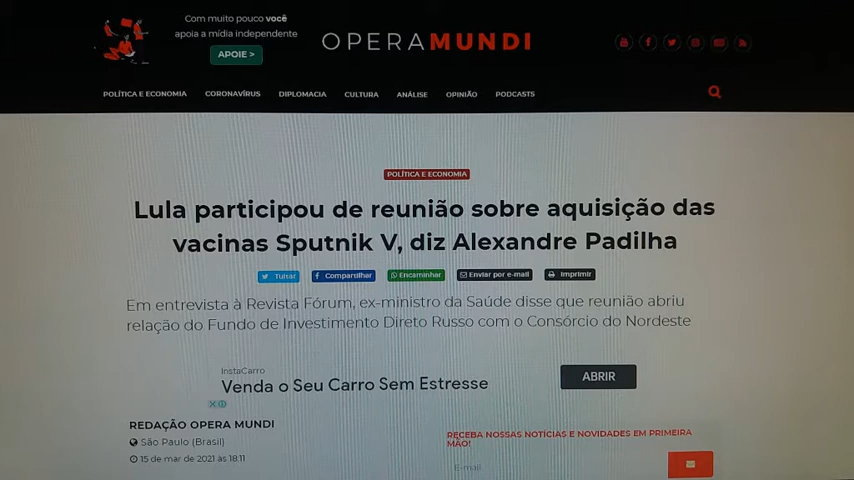 Com muito pouco você
apoia a mídia independente
APOIE >
OPERAMUNDI
POLÍTICA E ECONOMIA CORONAVÍRUS DIPLOMACIA CULTURA ANÁLISE OPINIÃO PODCASTS
POLÍTICA E ECONOMIA
Lula participou de reunião sobre aquisição das
vacinas Sputnik V, diz Alexandre Padilha
Tuitar Compartilhar Encaminhar Enviar por e-mail Imprimir
Em entrevista à Revista Fórum, ex-ministro da Saúde disse que reunião abriu
relação do Fundo de Investimento Direto Russo com o Consórcio do Nordeste
InstaCarro
Venda o Seu Carro Sem Estresse
ABRIR
REDAÇÃO OPERA MUNDI
São Paulo (Brasil)
15 de mar de 2021 às 18:11
RECEBA NOSSAS NOTÍCIAS E NOVIDADES EM PRIMEIRA
MÃO!
E-mail